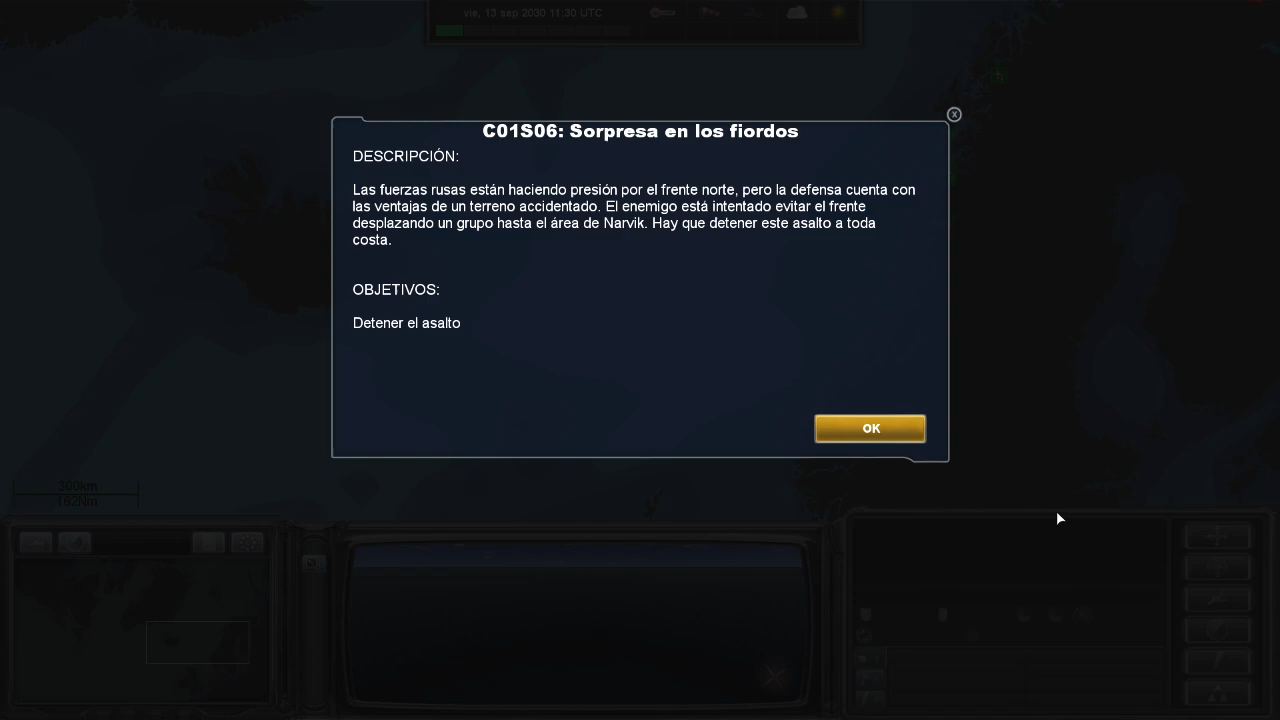 vie, 13 sep 2030 11:30 UTC
C01S06: Sorpresa en los fiordos
DESCRIPCIÓN:
Las fuerzas rusas están haciendo presión por el frente norte, pero la defensa cuenta con
las ventajas de un terreno accidentado. El enemigo está intentado evitar el frente
desplazando un grupo hasta el área de Narvik. Hay que detener este asalto a toda
costa.
OBJETIVOS:
Detener el asalto
OK
300km
162Nm